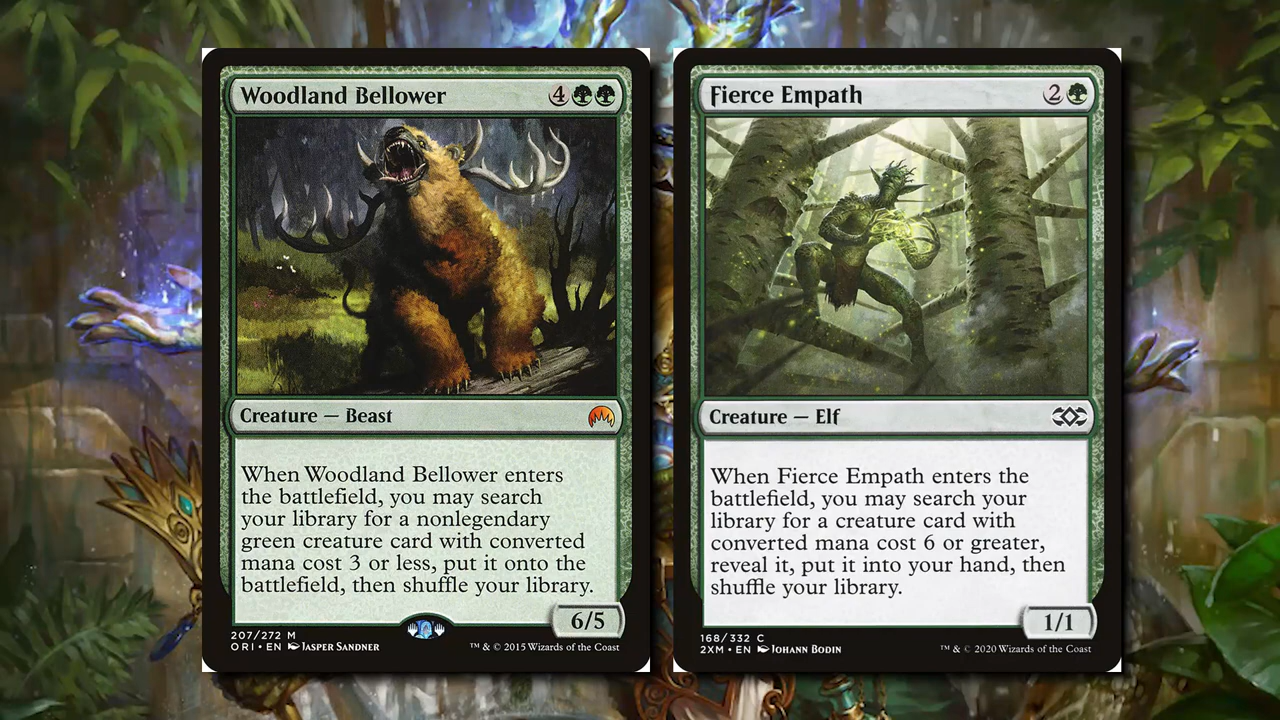 Woodland Bellower 4
Creature — Beast
When Woodland Bellower enters
the battlefield, you may search
your library for a nonlegendary
green creature card with converted
mana cost 3 or less, put it onto the
battlefield, then shuffle your library.
6/5
207/272 M
ORI • EN Jasper Sandner
™ & © 2015 Wizards of the Coast
Fierce Empath 2
Creature — Elf
When Fierce Empath enters the
battlefield, you may search your
library for a creature card with
converted mana cost 6 or greater,
reveal it, put it into your hand, then
shuffle your library.
1/1
168/332 C
2XM • EN Johann Bodin
™ & © 2020 Wizards of the Coast